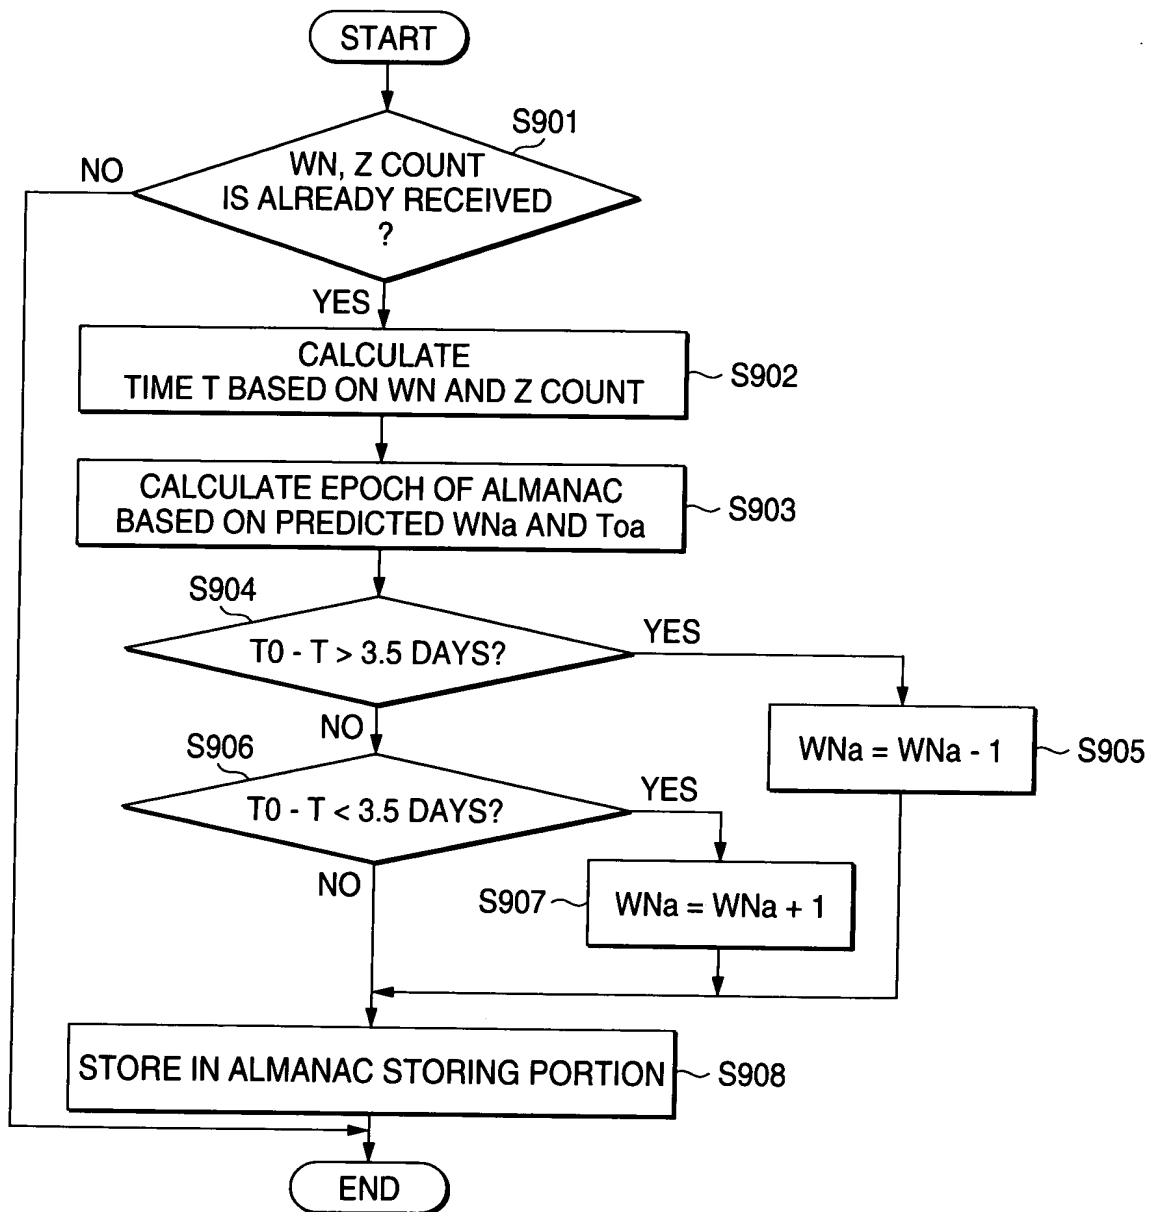 START
S901
NO
WN, Z COUNT
IS ALREADY RECEIVED
?
YES
CALCULATE
TIME T BASED ON WN AND Z COUNT
S902
CALCULATE EPOCH OF ALMANAC
BASED ON PREDICTED WNa AND Toa
S903
S904
T0 - T > 3.5 DAYS?
YES
NO
WNa = WNa - 1
S905
S906
T0 - T < 3.5 DAYS?
YES
NO
S907
WNa = WNa + 1
STORE IN ALMANAC STORING PORTION
S908
END